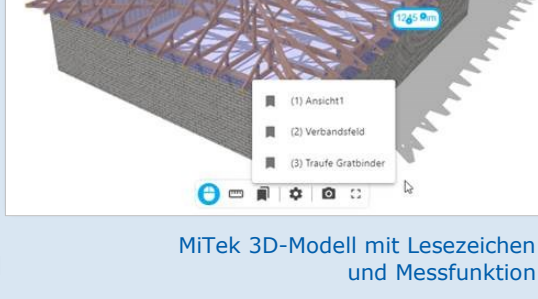 (1) Ansicht1
(2) Verbandsfeld
(3) Traufe Gratbinder
MiTek 3D-Modell mit Lesezeichen
und Messfunktion